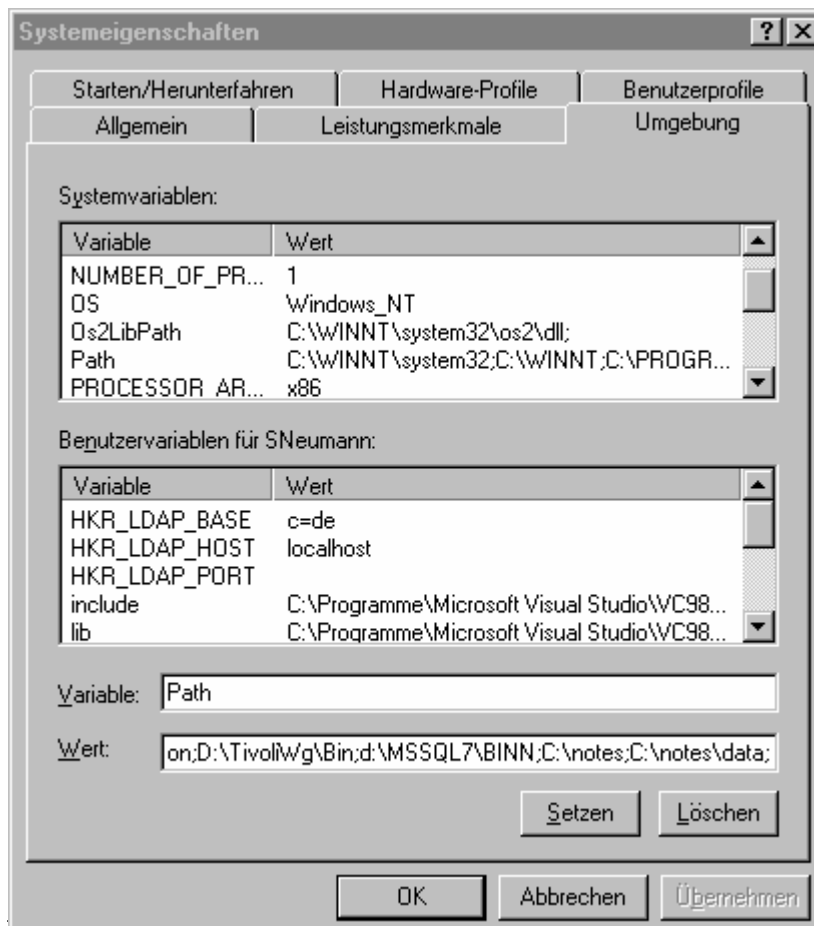 Systemeigenschaften
Starten/Herunterfahren Hardware-Profile Benutzerprofile
Allgemein Leistungsmerkmale Umgebung
Systemvariablen:
Variable Wert
NUMBER_OF_PR... 1
OS Windows_NT
Os2LibPath C:\WINNT\system32\os2\dll;
Path C:\WINNT\system32;C:\WINNT;C:\PROGR...
PROCESSOR_AR... x86
Benutzervariablen für SNeumann:
Variable Wert
HKR_LDAP_BASE c=de
HKR_LDAP_HOST localhost
HKR_LDAP_PORT
include C:\Programme\Microsoft Visual Studio\VC98...
lib C:\Programme\Microsoft Visual Studio\VC98...
Variable: Path
Wert: on;D:\TivoliWg\Bin;d:\MSSQL7\BINN;C:\notes;C:\notes\data;
Setzen Löschen
OK Abbrechen Übernehmen